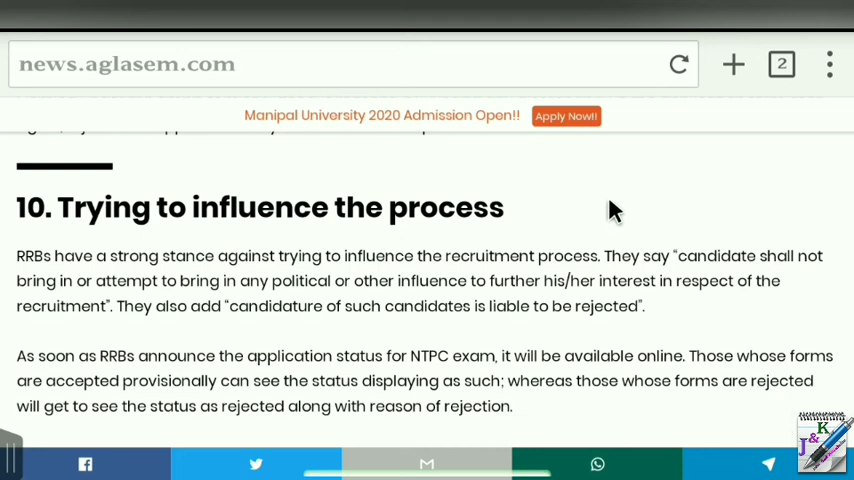 news.aglasem.com
2
Manipal University 2020 Admission Open!! Apply Now!!
10. Trying to influence the process
RRBs have a strong stance against trying to influence the recruitment process. They say “candidate shall not
bring in or attempt to bring in any political or other influence to further his/her interest in respect of the
recruitment”. They also add “candidature of such candidates is liable to be rejected”.
As soon as RRBs announce the application status for NTPC exam, it will be available online. Those whose forms
are accepted provisionally can see the status displaying as such; whereas those whose forms are rejected
will get to see the status as rejected along with reason of rejection.
J&K